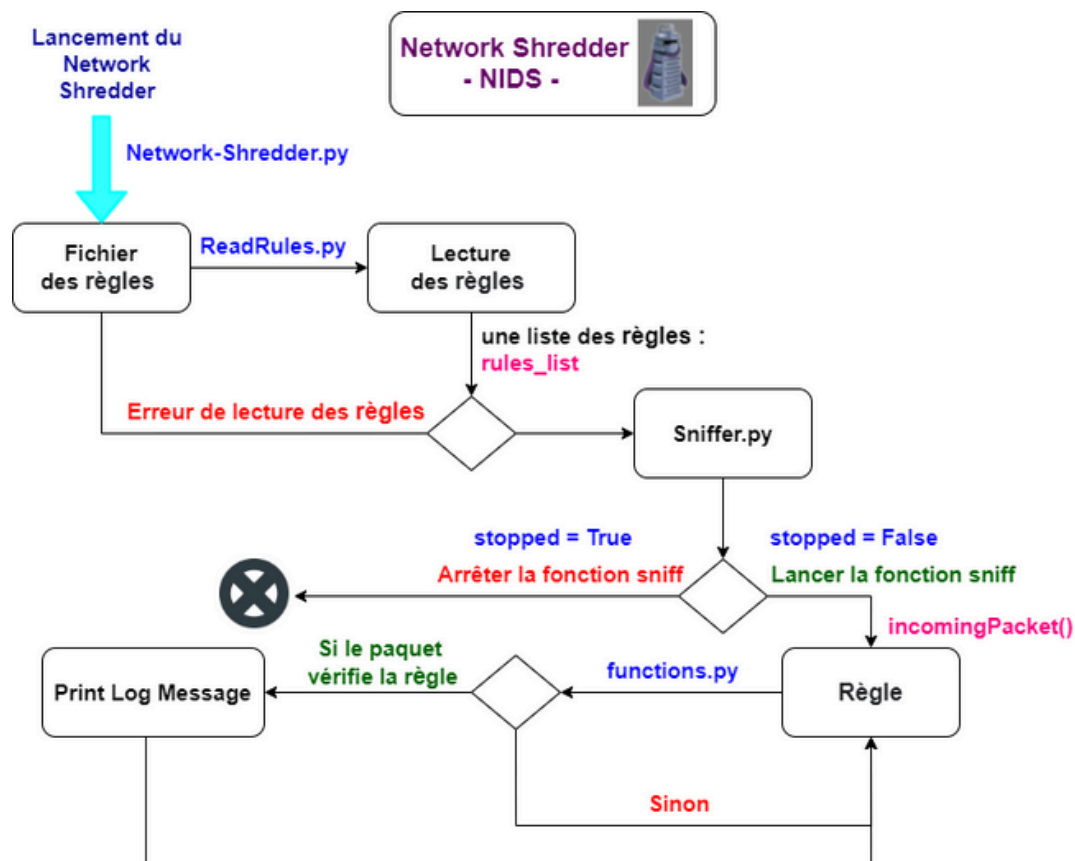 Lancement du
Network
Shredder
Network Shredder
- NIDS -
Network-Shredder.py
Fichier
des règles
ReadRules.py
Lecture
des règles
une liste des règles :
rules_list
Erreur de lecture des règles
Sniffer.py
stopped = True
stopped = False
Arrêter la fonction sniff
Lancer la fonction sniff
incomingPacket()
Si le paquet
vérifie la règle
functions.py
Print Log Message
Règle
Sinon